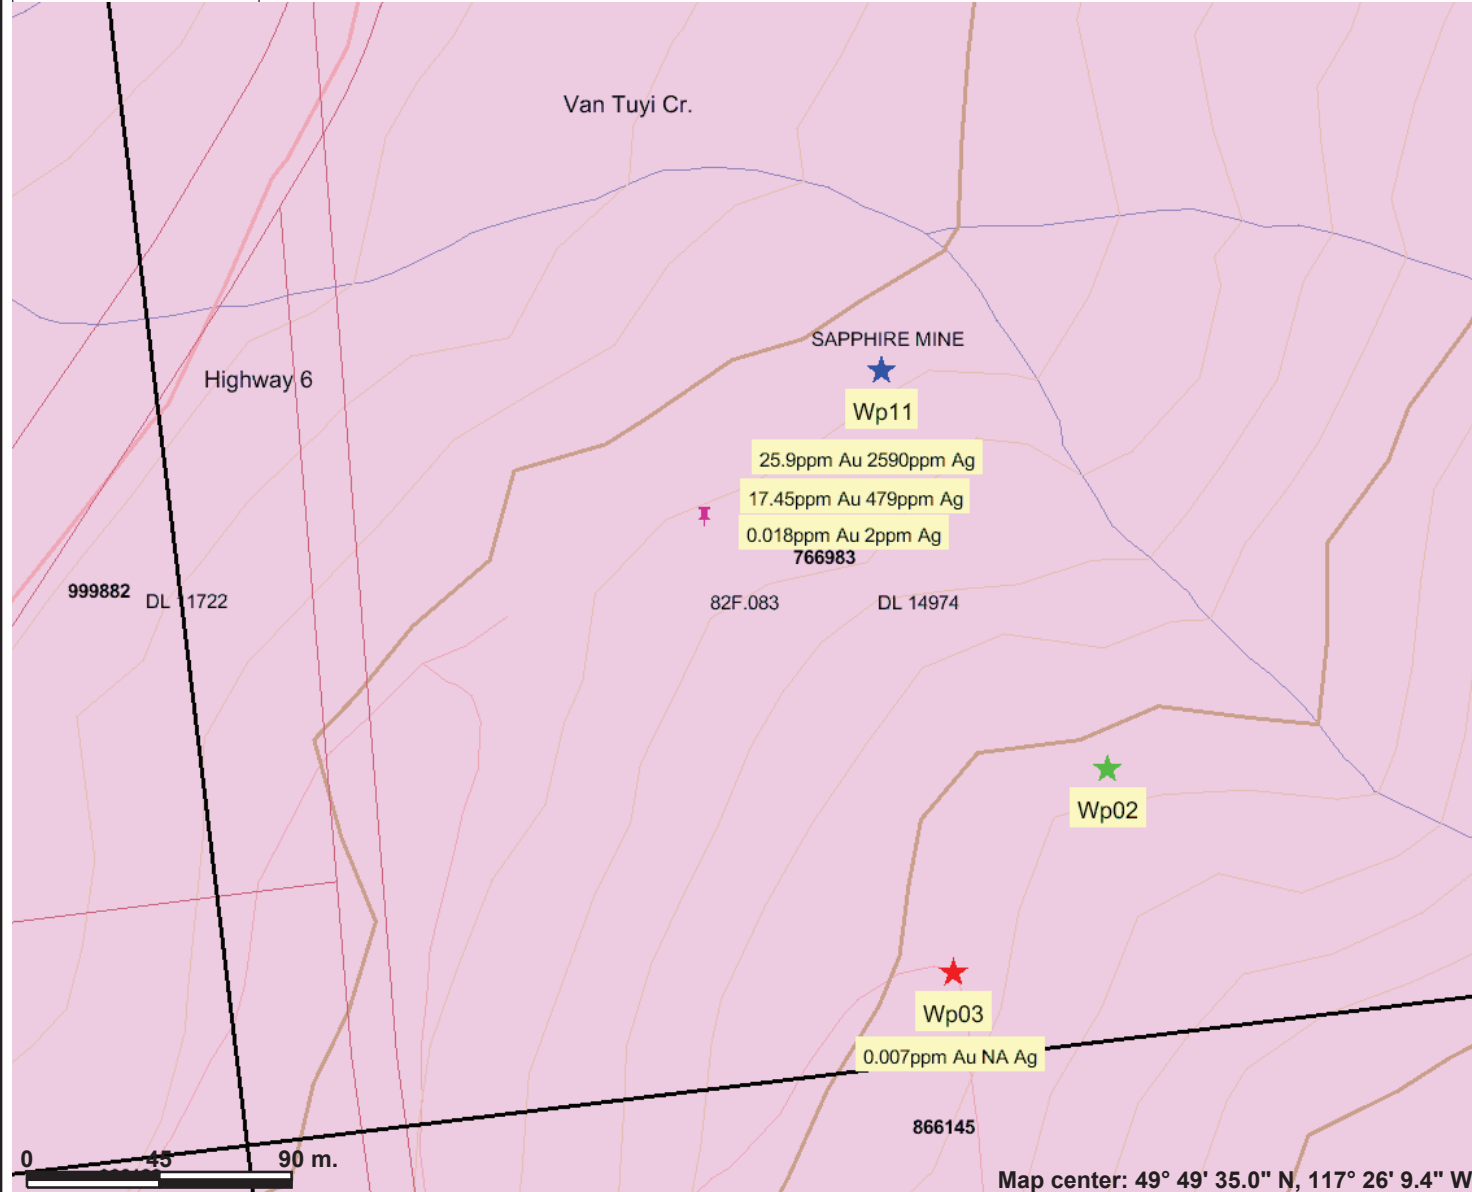 Van Tuyi Cr.
SAPPHIRE MINE
Highway 6
Wp11
25.9ppm Au 2590ppm Ag
17.45ppm Au 479ppm Ag
0.018ppm Au 2ppm Ag
766983
999882
DL 11722
82F.083
DL 14974
Wp02
Wp03
0.007ppm Au NA Ag
866145
0 45 90 m.
Map center: 49° 49' 35.0" N, 117° 26' 9.4" W